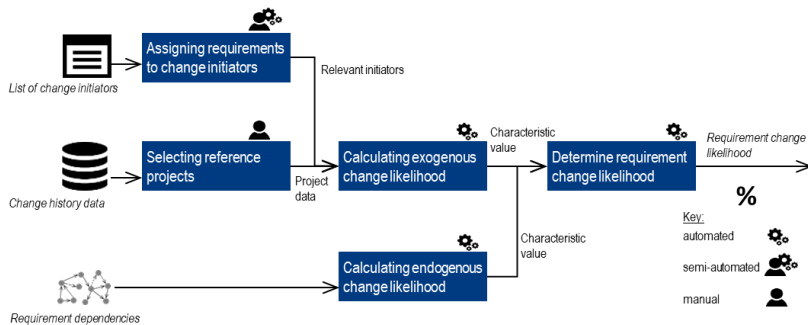 Assigning requirements
to change initiators
List of change initiators
Relevant initiators
Selecting reference
projects
Change history data
Project
data
Calculating exogenous
change likelihood
Characteristic
value
Determine requirement
change likelihood
Requirement change
likelihood
%
Calculating endogenous
change likelihood
Characteristic
value
Requirement dependencies
Key:
automated
semi-automated
manual